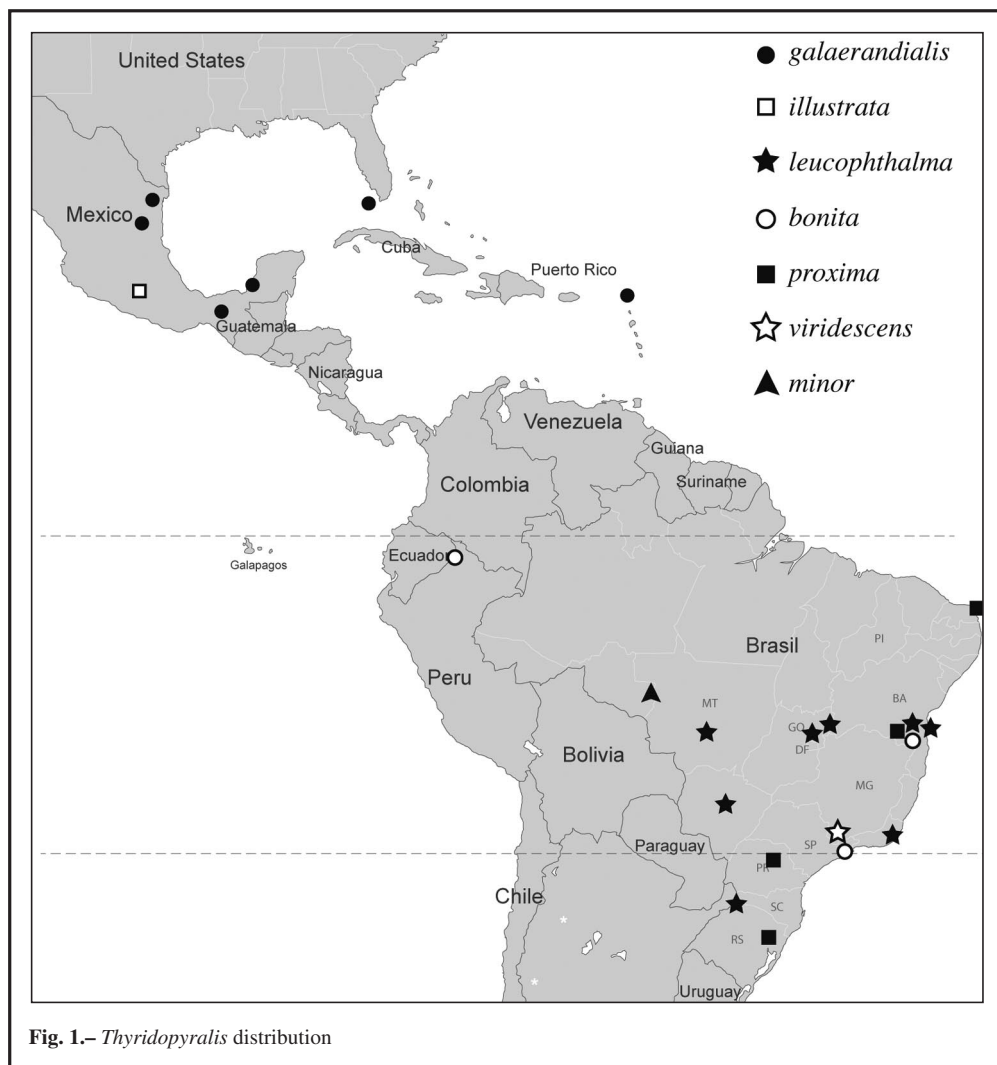 United States
galaerandialis
illustrata
leucophthalma
bonita
proxima
viridescens
minor
Mexico
Cuba
Puerto Rico
Guatemala
Nicaragua
Venezuela
Guiana
Suriname
Colombia
Ecuador
Galapagos
Brasil
PI
Peru
MT
BA
GO
DF
Bolivia
MG
SP
Paraguay
PR
Chile
SC
RS
Uruguay
Fig. 1.– Thyridopyralis distribution